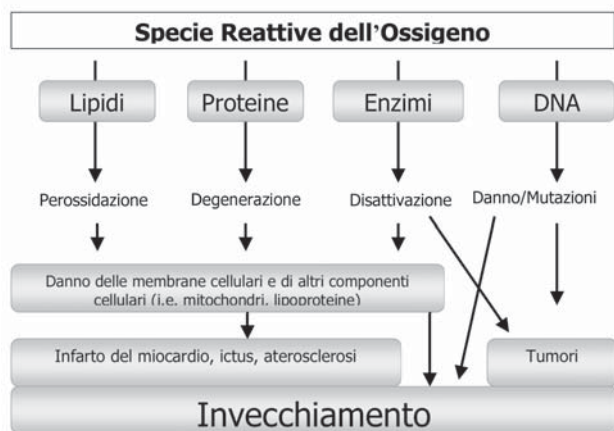 Specie Reattive dell'Ossigeno
Lipidi Proteine Enzimi DNA
Perossidazione Degenerazione Disattivazione Danno/Mutazioni
Danno delle membrane cellulari e di altri componenti
cellulari (i.e. mitochondri, lipoproteine)
Infarto del miocardio, ictus, aterosclerosi Tumori
Invecchiamento